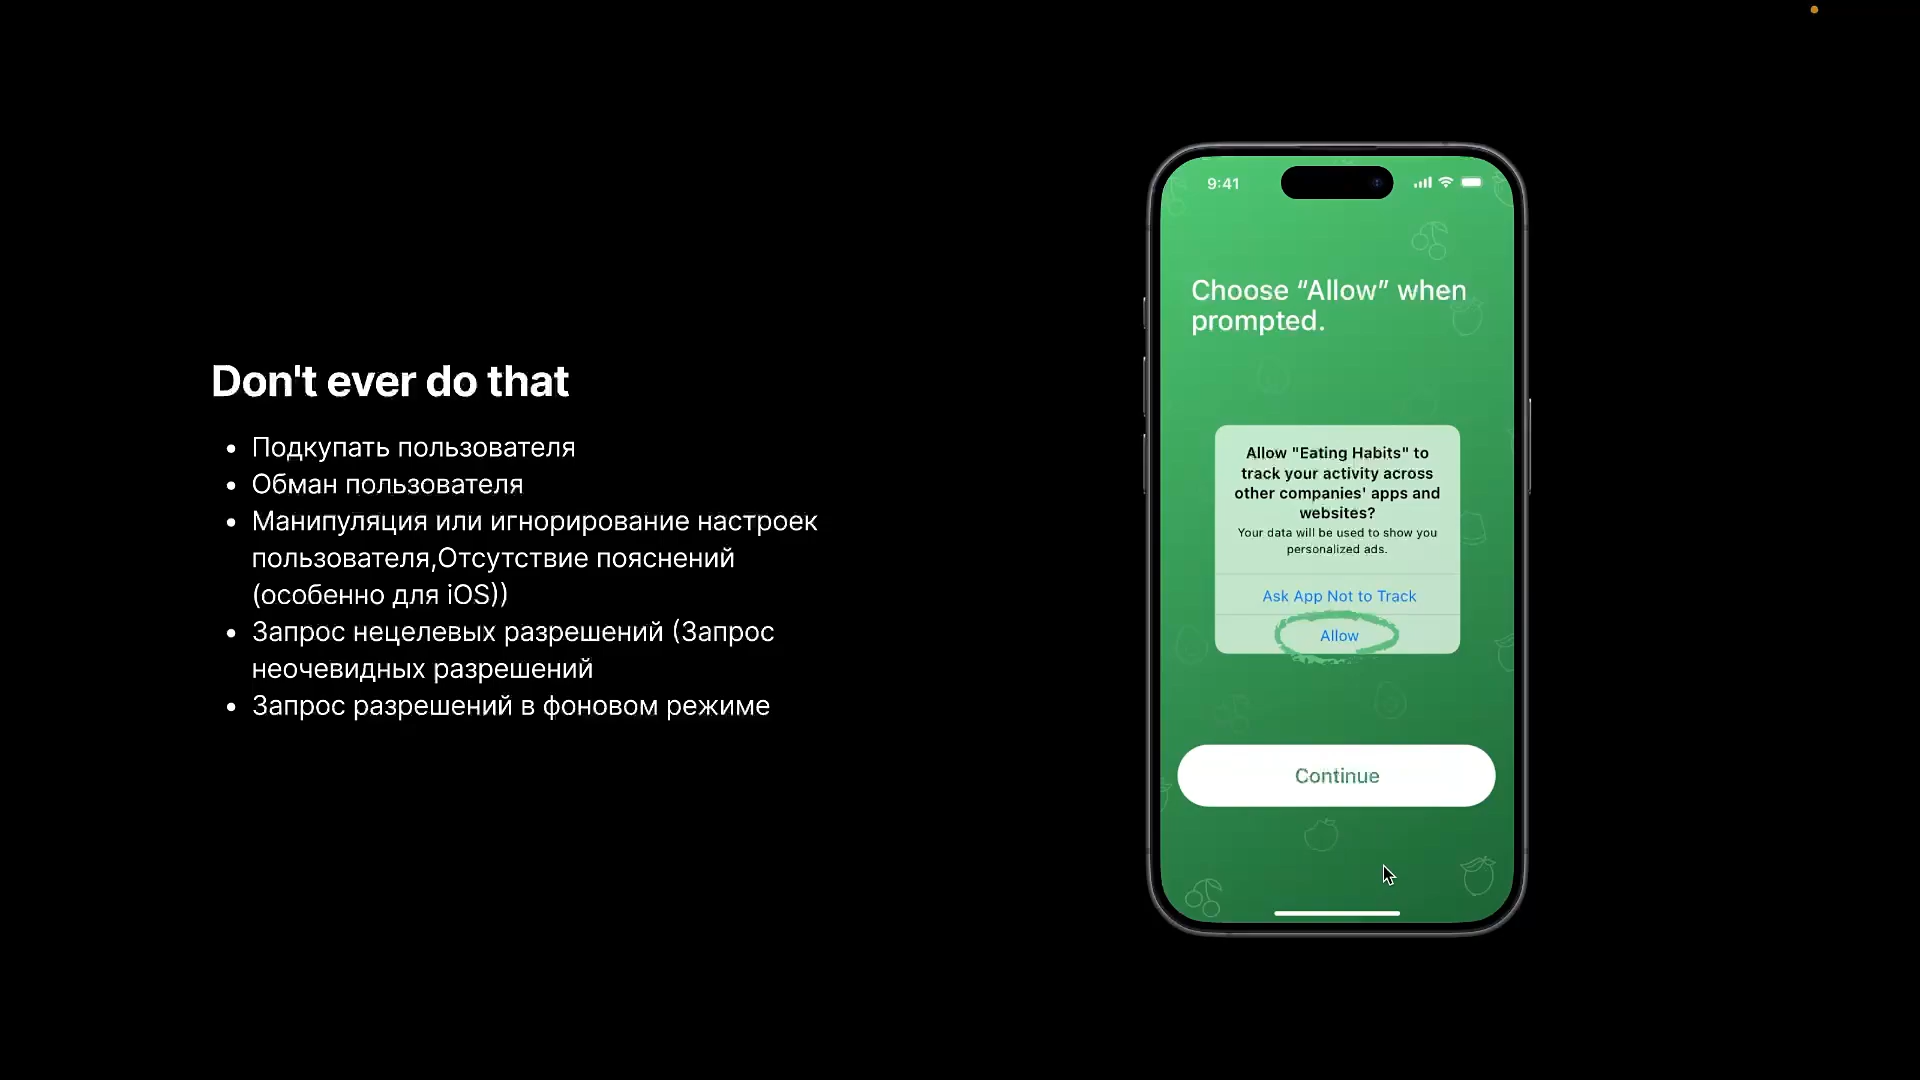 Don't ever do that
• Подкупать пользователя
• Обман пользователя
• Манипуляция или игнорирование настроек
пользователя,Отсутствие пояснений
(особенно для iOS))
• Запрос нецелевых разрешений (Запрос
неочевидных разрешений
• Запрос разрешений в фоновом режиме
9:41
Choose “Allow” when
prompted.
Allow "Eating Habits" to
track your activity across
other companies' apps and
websites?
Your data will be used to show you
personalized ads.
Ask App Not to Track
Allow
Continue